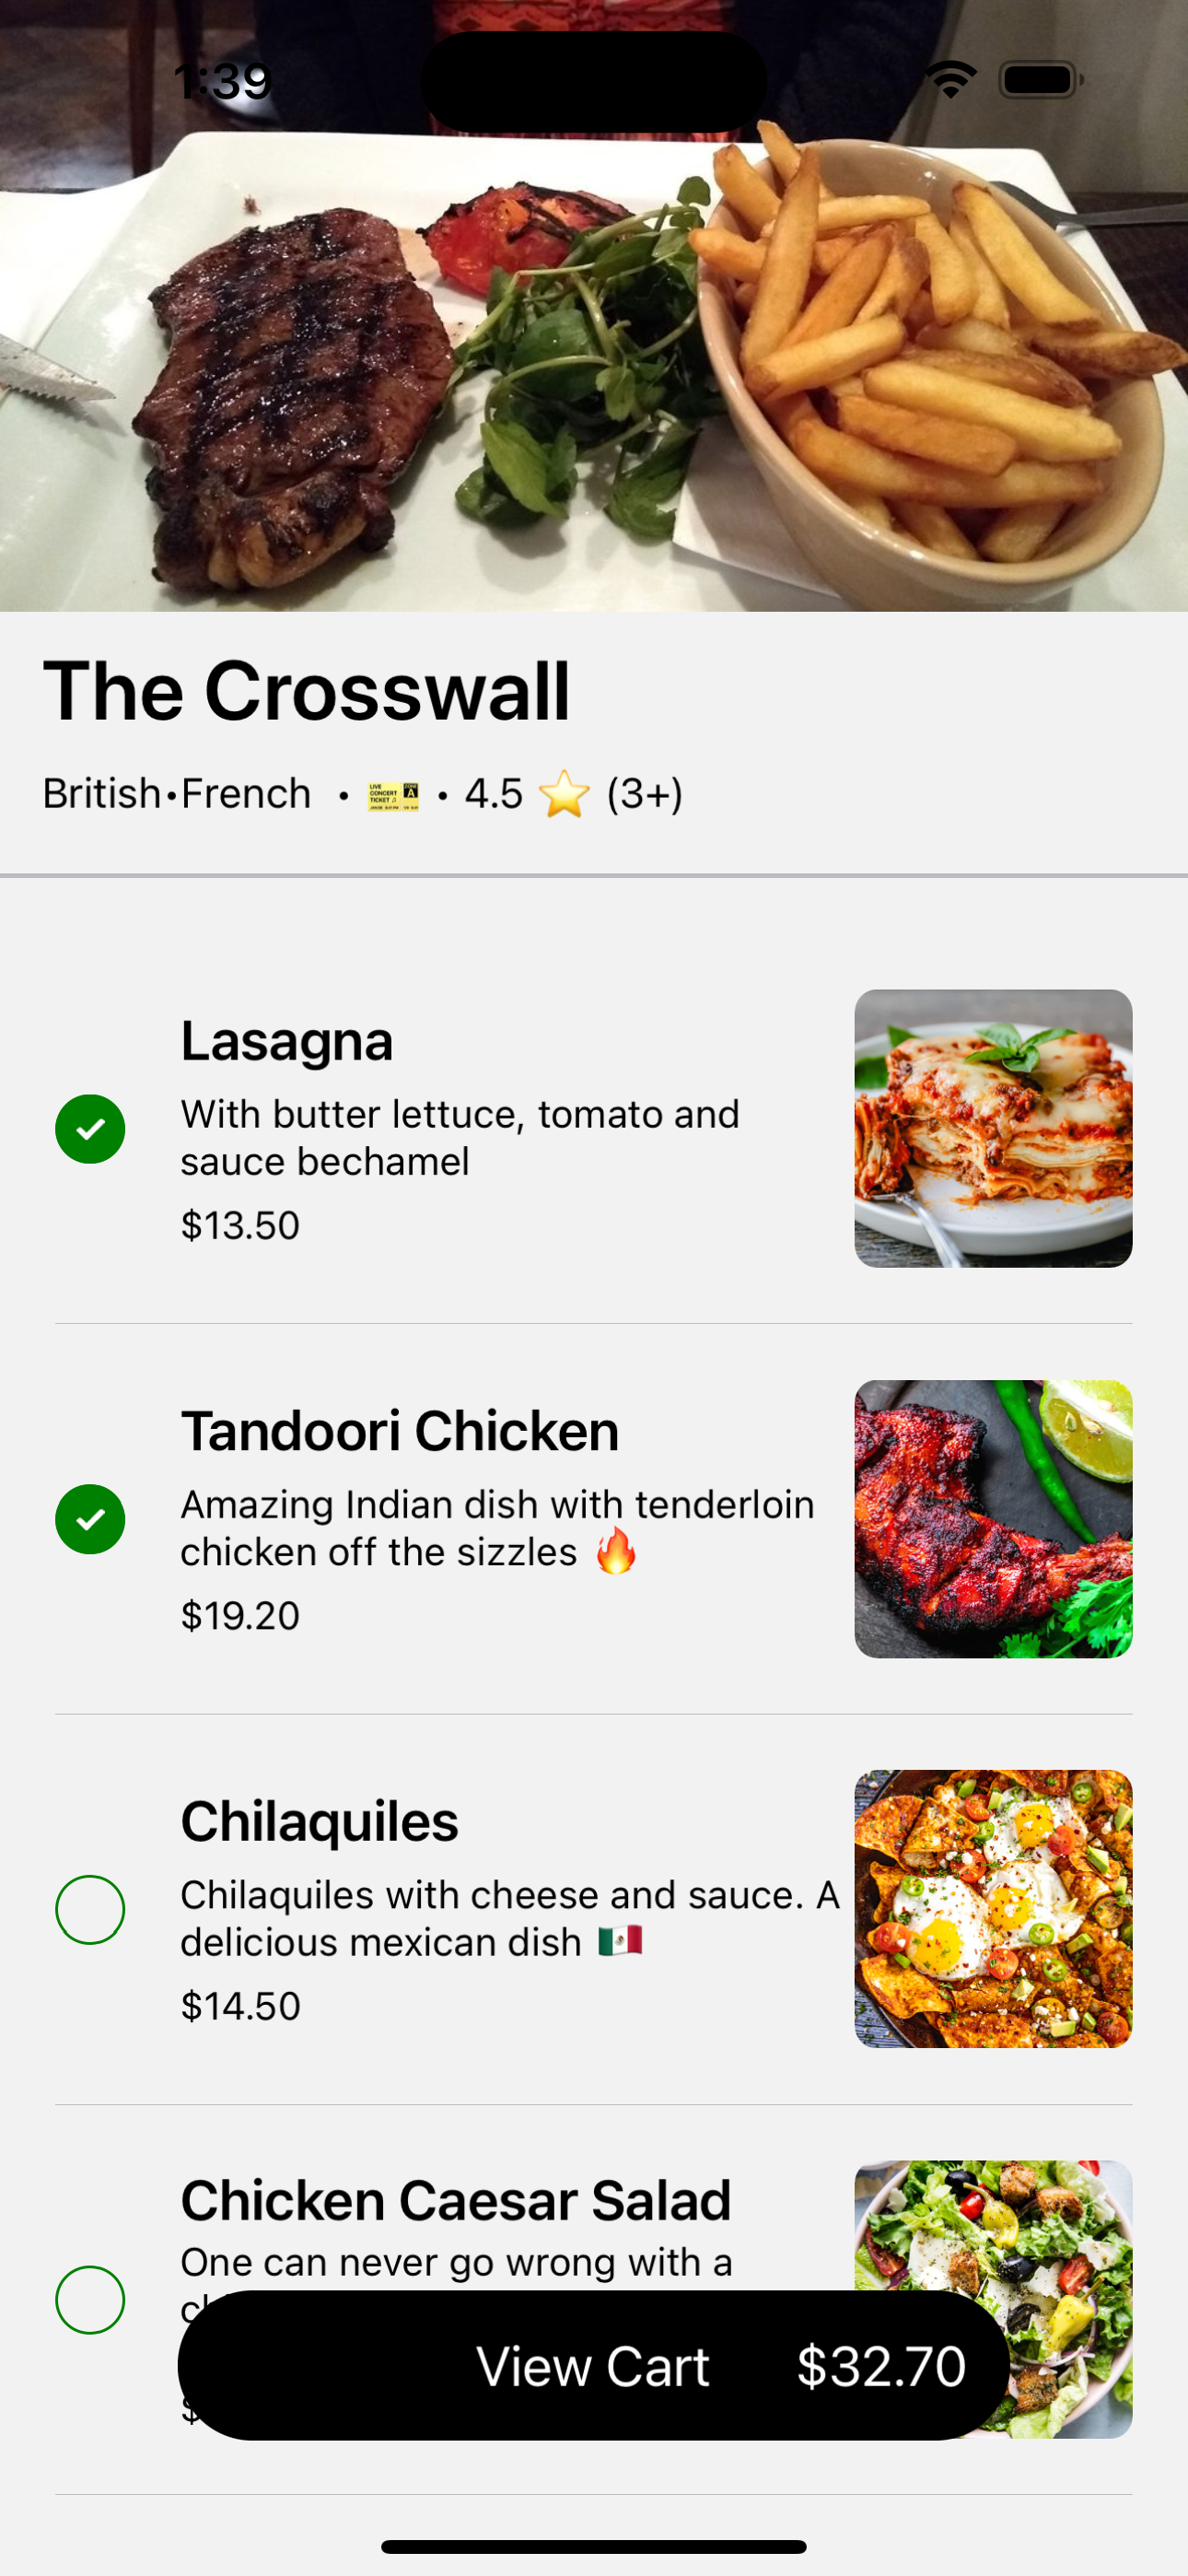 1:39
The Crosswall
British•French • 🎫 • 4.5 ⭐ (3+)
Lasagna
With butter lettuce, tomato and
sauce bechamel
$13.50
Tandoori Chicken
Amazing Indian dish with tenderloin
chicken off the sizzles 🔥
$19.20
Chilaquiles
Chilaquiles with cheese and sauce. A
delicious mexican dish 🇲🇽
$14.50
Chicken Caesar Salad
One can never go wrong with a
View Cart $32.70